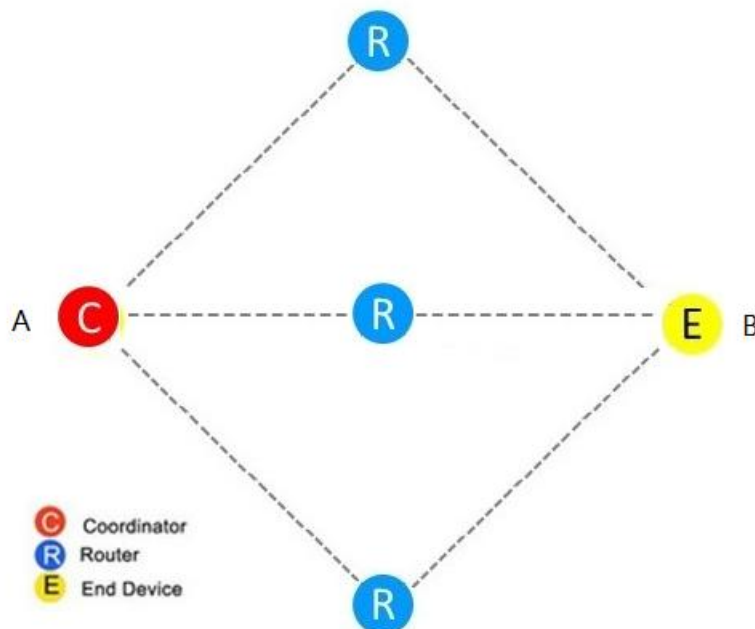 R
A C R E B
C Coordinator
R Router
E End Device
R